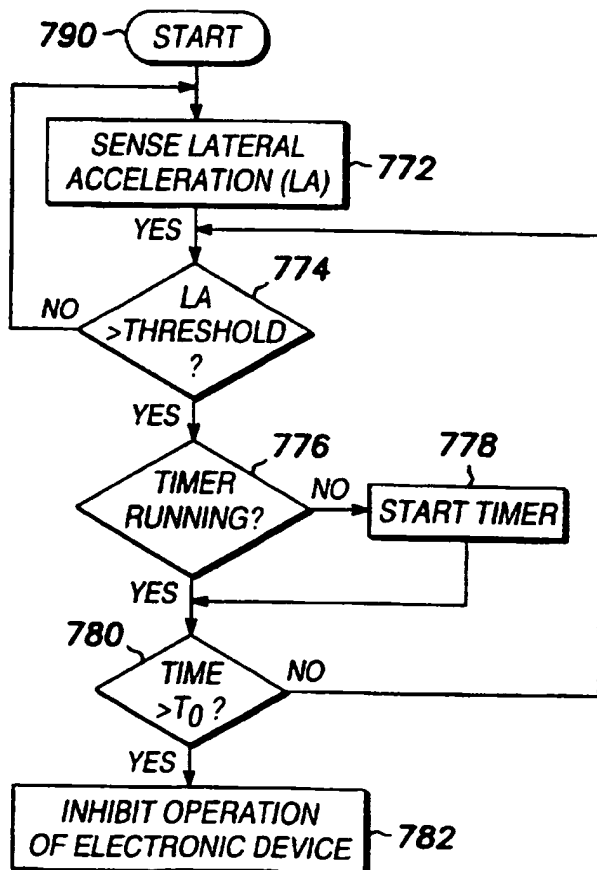 790
START
SENSE LATERAL
ACCELERATION (LA)
772
YES
774
NO
LA
>THRESHOLD
?
YES
776
778
TIMER
RUNNING?
NO
START TIMER
YES
780
TIME
>T0 ?
NO
YES
INHIBIT OPERATION
OF ELECTRONIC DEVICE
782